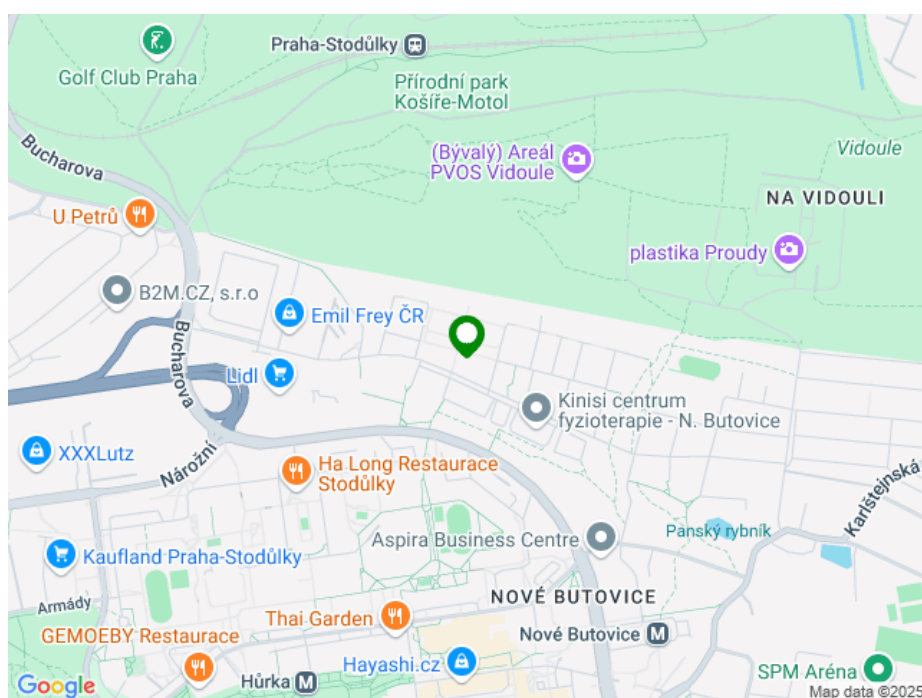 Praha-Stodůlky
Golf Club Praha
Přírodní park
Košíře-Motol
Bucharova
(Bývalý) Areál
PVOS Vidoule
Vidoule
NA VIDOULI
U Petrů
plastika Proudy
B2M.CZ, s.r.o
Emil Frey ČR
Bucharova
Lidl
Kinisi centrum
fyzioterapie - N. Butovice
XXXLutz
Nárožní
Ha Long Restaurace
Stodůlky
Karlštejnská
Panský rybník
Aspira Business Centre
Kaufland Praha-Stodůlky
NOVÉ BUTOVICE
Armády
Thai Garden
GEMOEBY Restaurace
Nové Butovice M
Hayashi.cz
SPM Aréna
Hůrka M
Google
Map data ©202